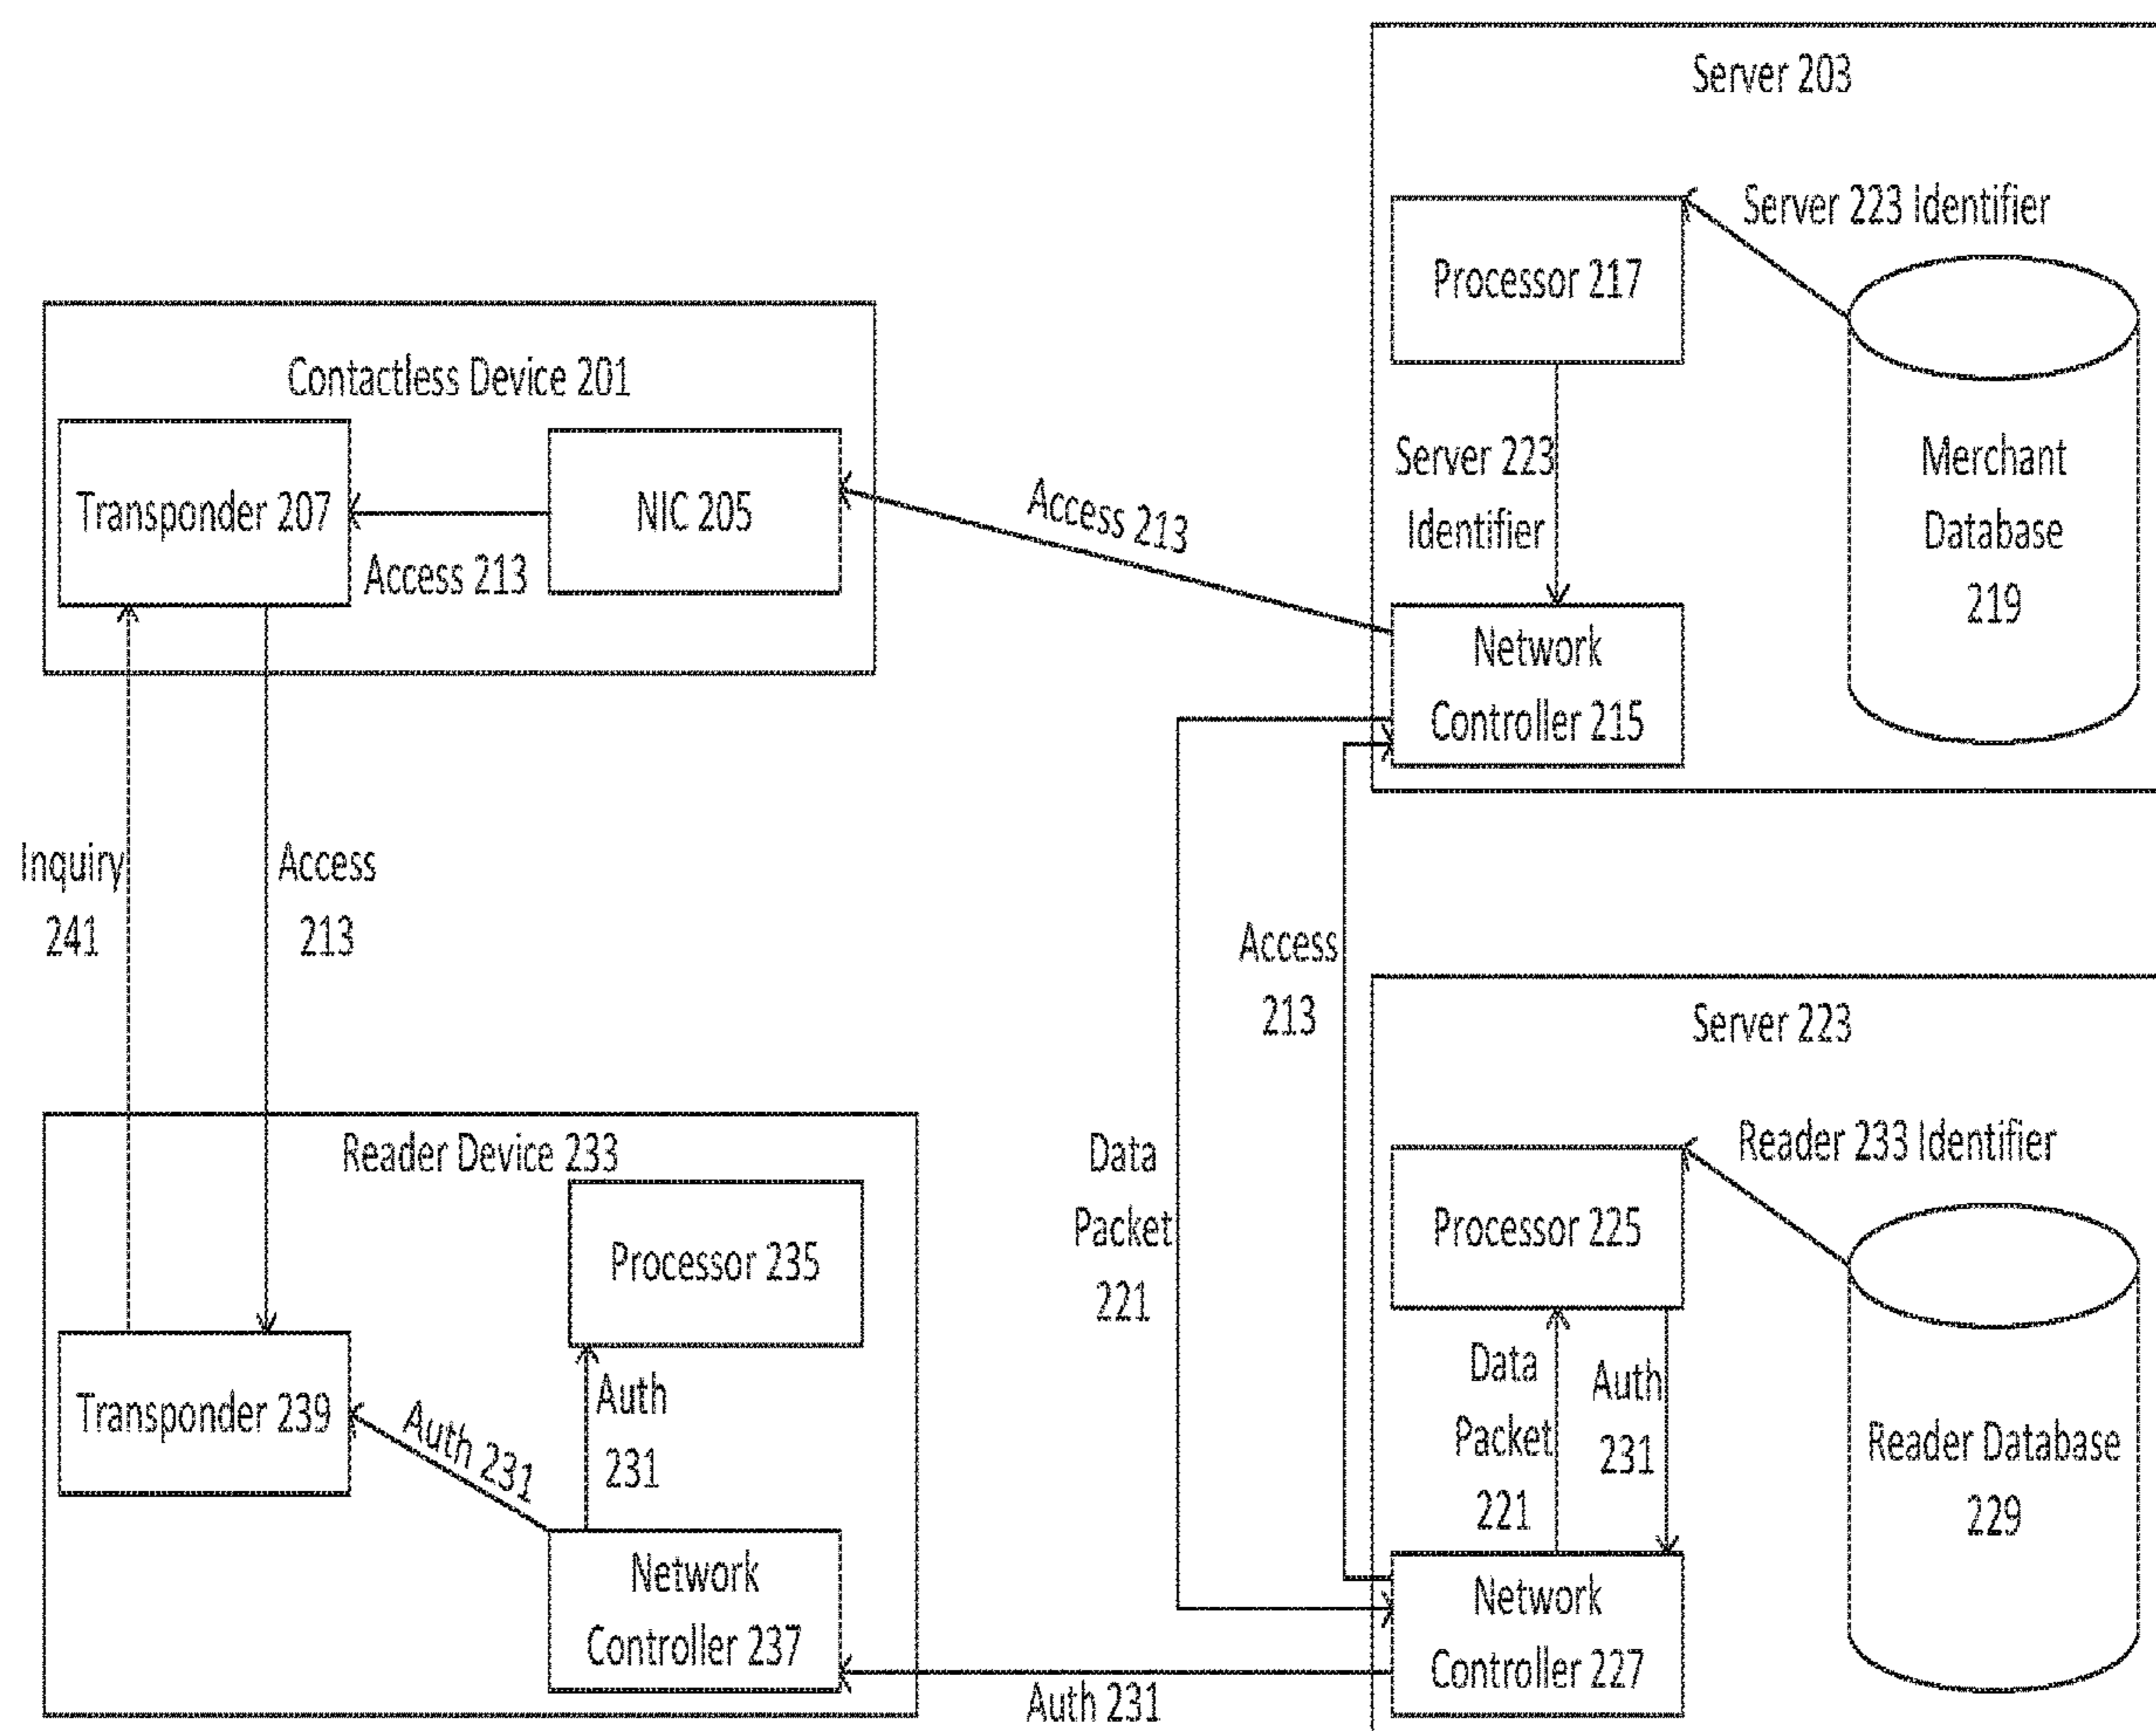 Server 203
Server 223 Identifier
Processor 217
Contactless Device 201
Server 223
Identifier
Merchant
Database
219
Transponder 207
NIC 205
Access 213
Access 213
Network
Controller 215
Inquiry
241
Access
213
Access
213
Server 223
Reader Device 233
Data
Packet
221
Reader 233 Identifier
Processor 225
Processor 235
Data
Packet
221
Auth
231
Transponder 239
Auth 231
Auth
231
Reader Database
229
Network
Controller 237
Network
Controller 227
Auth 231